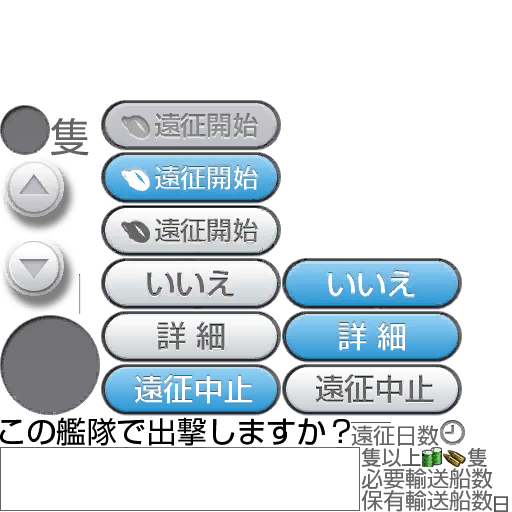 遠征開始
隻
遠征開始
遠征開始
いいえ
いいえ
詳細
詳細
遠征中止
遠征中止
この艦隊で出撃しますか？
遠征日数
隻以上 隻
必要輸送船数
保有輸送船数
日